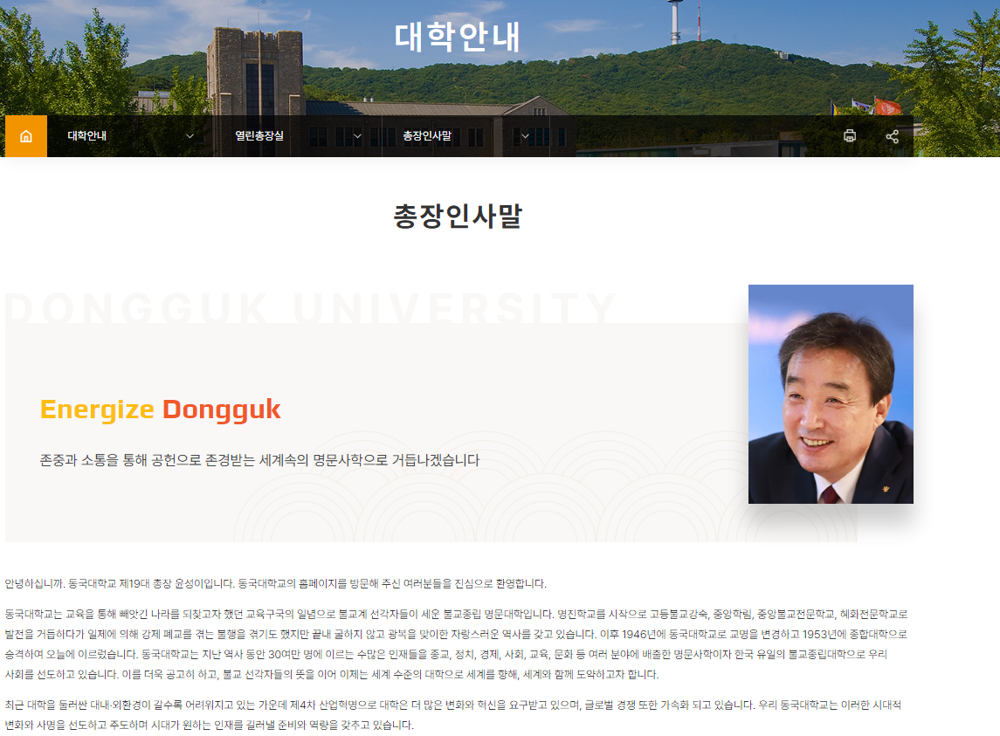 대학안내
대학안내
열린총장실
총장인사말
총장인사말
DONGGUK UNIVERSITY
Energize Dongguk
존중과 소통을 통해 공헌으로 존경받는 세계속의 명문사학으로 거듭나겠습니다
안녕하십니까. 동국대학교 제19대 총장 윤성이입니다. 동국대학교의 홈페이지를 방문해 주신 여러분들을 진심으로 환영합니다.
동국대학교는 교육을 통해 빼앗긴 나라를 되찾고자 했던 교육구국의 일념으로 불교계 선각자들이 세운 불교종립 명문대학입니다. 명진학교를 시작으로 고등불교강숙, 중앙학림, 중앙불교전문학교, 혜화전문학교로
발전을 거듭하다가 일제에 의해 강제 폐교를 겪는 불행을 겪기도 했지만 끝내 굴하지 않고 광복을 맞이한 자랑스러운 역사를 갖고 있습니다. 이후 1946년에 동국대학교로 교명을 변경하고 1953년에 종합대학으로
승격하여 오늘에 이르렀습니다. 동국대학교는 지난 역사 동안 30여만 명에 이르는 수많은 인재들을 종교, 정치, 경제, 사회, 교육, 문화 등 여러 분야에 배출한 명문사학이자 한국 유일의 불교종립대학으로 우리
사회를 선도하고 있습니다. 이를 더욱 공고히 하고, 불교 선각자들의 뜻을 이어 이제는 세계 수준의 대학으로 세계를 향해, 세계와 함께 도약하고자 합니다.
최근 대학을 둘러싼 대내·외환경이 갈수록 어려워지고 있는 가운데 제4차 산업혁명으로 대학은 더 많은 변화와 혁신을 요구받고 있으며, 글로벌 경쟁 또한 가속화 되고 있습니다. 우리 동국대학교는 이러한 시대적
변화와 사명을 선도하고 주도하며 시대가 원하는 인재를 길러낼 준비와 역량을 갖추고 있습니다.